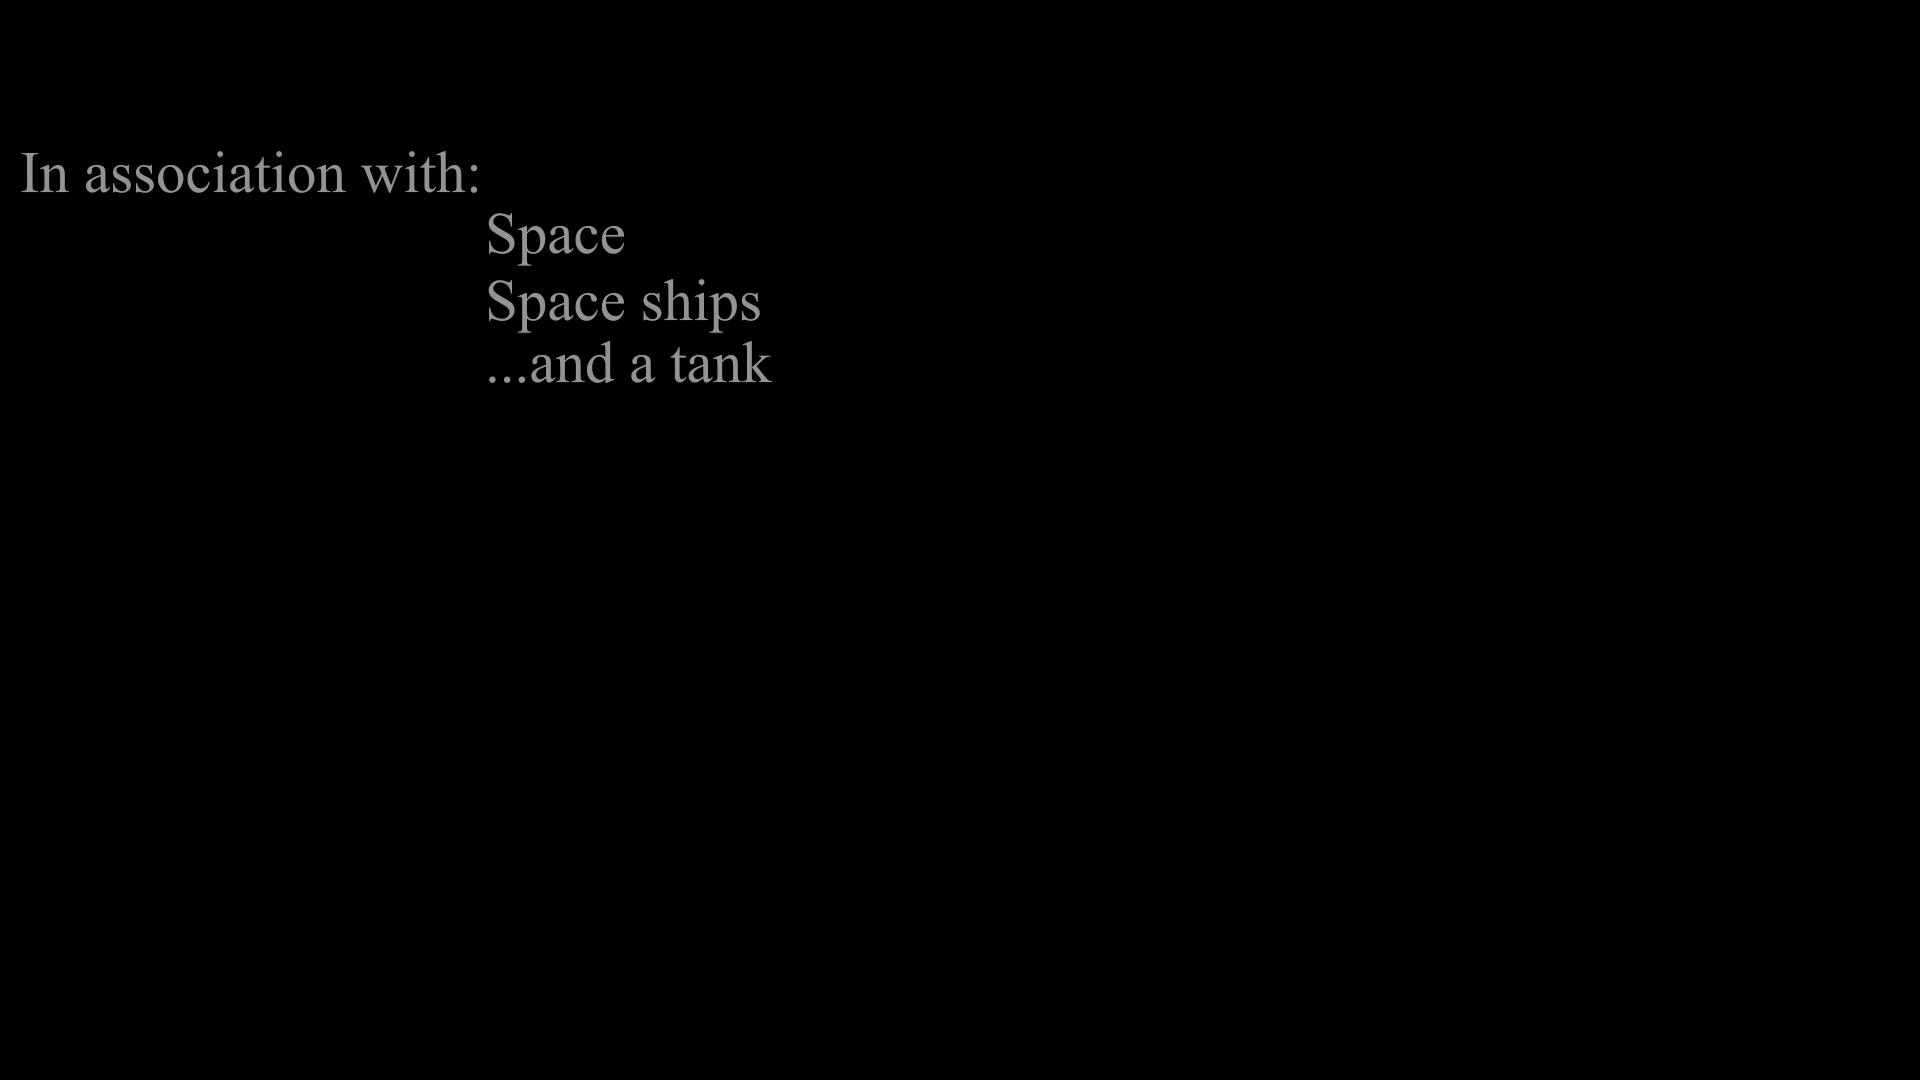 In association with:
Space
Space ships
...and a tank